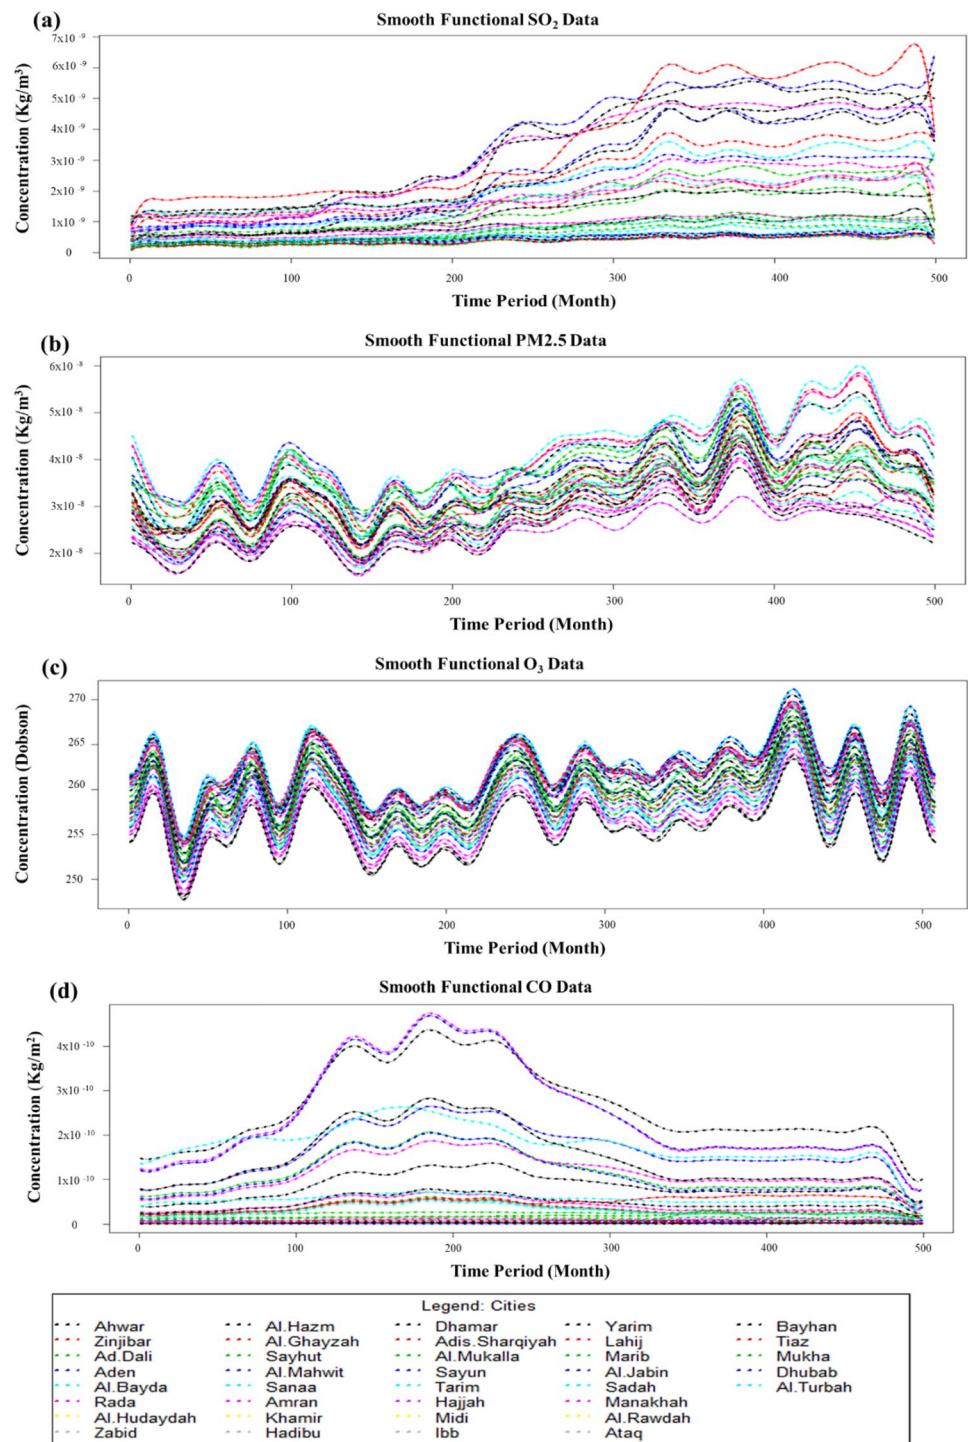 (a)
Smooth Functional SO2 Data
Concentration (Kg/m³)
7x10 -9
6x10 -9
5x10 -9
4x10 -9
3x10 -9
2x10 -9
1x10 -9
0
0 100 200 300 400 500
Time Period (Month)
(b)
Smooth Functional PM2.5 Data
Concentration (Kg/m³)
6x10 -8
5x10 -8
4x10 -8
3x10 -8
2x10 -8
0 100 200 300 400 500
Time Period (Month)
(c)
Smooth Functional O3 Data
Concentration (Dobson)
270
265
260
255
250
0 100 200 300 400 500
Time Period (Month)
(d)
Smooth Functional CO Data
Concentration (Kg/m²)
4x10 -10
3x10 -10
2x10 -10
1x10 -10
0
0 100 200 300 400 500
Time Period (Month)
Legend: Cities
Ahwar Al.Hazm Dhamar Yarim Bayhan
Zinjibar Al.Ghayzah Adis.Sharqiyah Lahij Tiaz
Ad.Dali Sayhut Al.Mukalla Marib Mukha
Aden Al.Mahwit Sayun Al.Jabin Dhubab
Al.Bayda Sanaa Tarim Sadah Al.Turbah
Rada Amran Hajjah Manakhah
Al.Hudaydah Khamir Midi Al.Rawdah
Zabid Hadibu Ibb Ataq